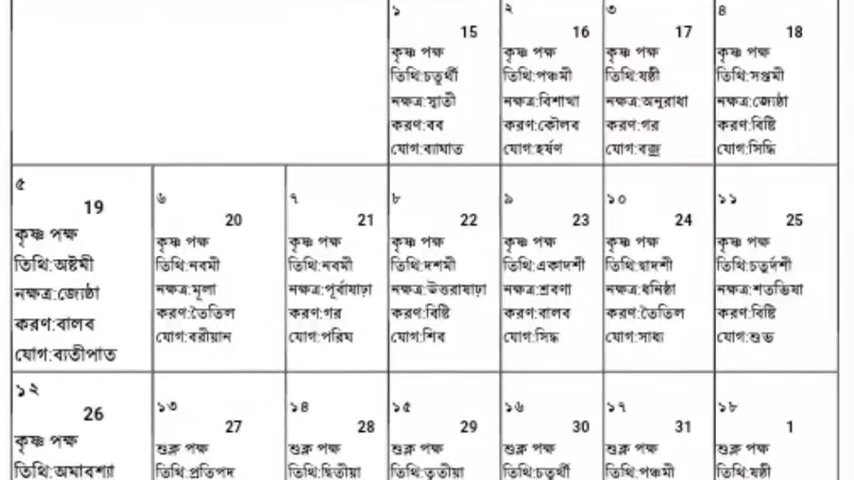 ১
15
কৃষ্ণ পক্ষ
তিথি:চতুর্থী
নক্ষত্র:স্বাতী
করণ:বব
যোগ:ব্যাঘাত
২
16
কৃষ্ণ পক্ষ
তিথি:পঞ্চমী
নক্ষত্র:বিশাখা
করণ:কৌলব
যোগ:হর্ষণ
৩
17
কৃষ্ণ পক্ষ
তিথি:ষষ্ঠী
নক্ষত্র:অনুরাধা
করণ:গর
যোগ:বজ্র
৪
18
কৃষ্ণ পক্ষ
তিথি:সপ্তমী
নক্ষত্র:জ্যেষ্ঠা
করণ:বিষ্টি
যোগ:সিদ্ধি
৫
19
কৃষ্ণ পক্ষ
তিথি:অষ্টমী
নক্ষত্র:জ্যেষ্ঠা
করণ:বালব
যোগ:ব্যতীপাত
৬
20
কৃষ্ণ পক্ষ
তিথি:নবমী
নক্ষত্র:মূলা
করণ:তৈতিল
যোগ:বরীয়ান
৭
21
কৃষ্ণ পক্ষ
তিথি:নবমী
নক্ষত্র:পূর্বাষাঢ়া
করণ:গর
যোগ:পরিঘ
৮
22
কৃষ্ণ পক্ষ
তিথি:দশমী
নক্ষত্র:উত্তরাষাঢ়া
করণ:বিষ্টি
যোগ:শিব
৯
23
কৃষ্ণ পক্ষ
তিথি:একাদশী
নক্ষত্র:শ্রবণা
করণ:বালব
যোগ:সিদ্ধ
১০
24
কৃষ্ণ পক্ষ
তিথি:দ্বাদশী
নক্ষত্র:ধনিষ্ঠা
করণ:তৈতিল
যোগ:সাধ্য
১১
25
কৃষ্ণ পক্ষ
তিথি:চতুর্দশী
নক্ষত্র:শতভিষা
করণ:বিষ্টি
যোগ:শুভ
১২
26
কৃষ্ণ পক্ষ
তিথি:অমাবশ্যা
১৩
27
শুক্ল পক্ষ
তিথি:প্রতিপদ
১৪
28
শুক্ল পক্ষ
তিথি:দ্বিতীয়া
১৫
29
শুক্ল পক্ষ
তিথি:তৃতীয়া
১৬
30
শুক্ল পক্ষ
তিথি:চতুর্থী
১৭
31
শুক্ল পক্ষ
তিথি:পঞ্চমী
১৮
1
শুক্ল পক্ষ
তিথি:ষষ্ঠী